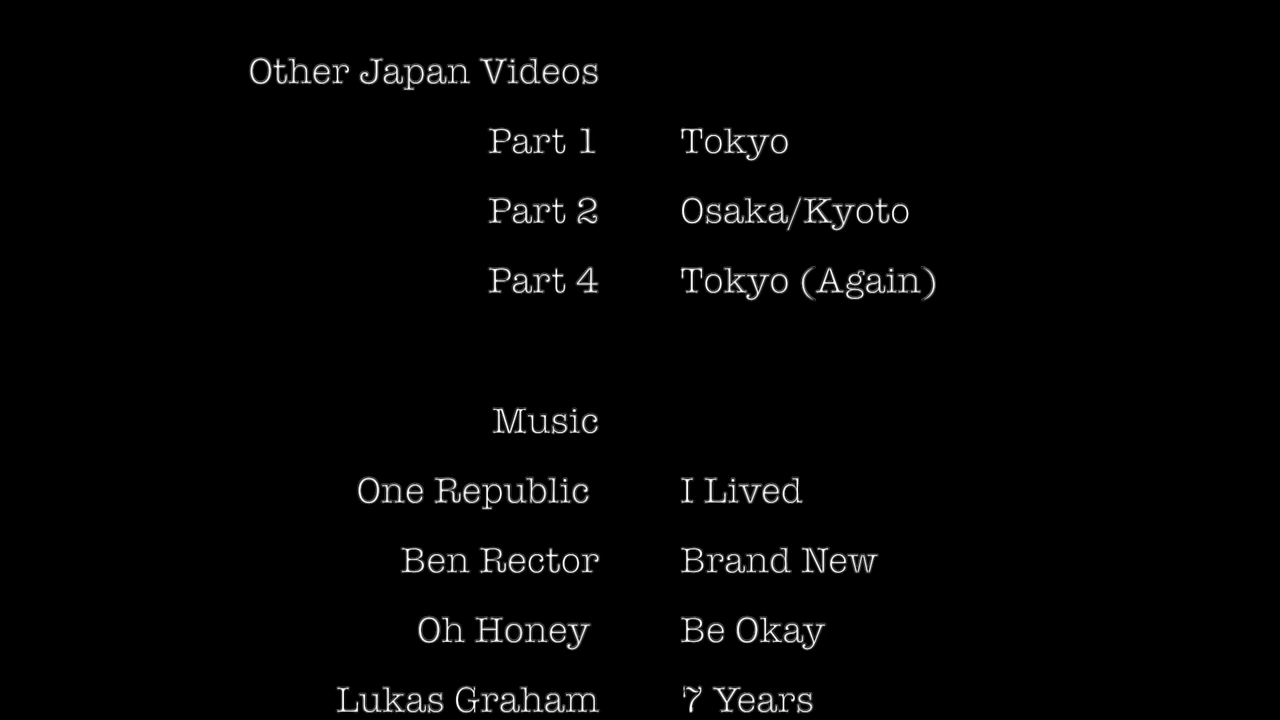 Other Japan Videos
Part 1 Tokyo
Part 2 Osaka/Kyoto
Part 4 Tokyo (Again)
Music
One Republic I Lived
Ben Rector Brand New
Oh Honey Be Okay
Lukas Graham 7 Years